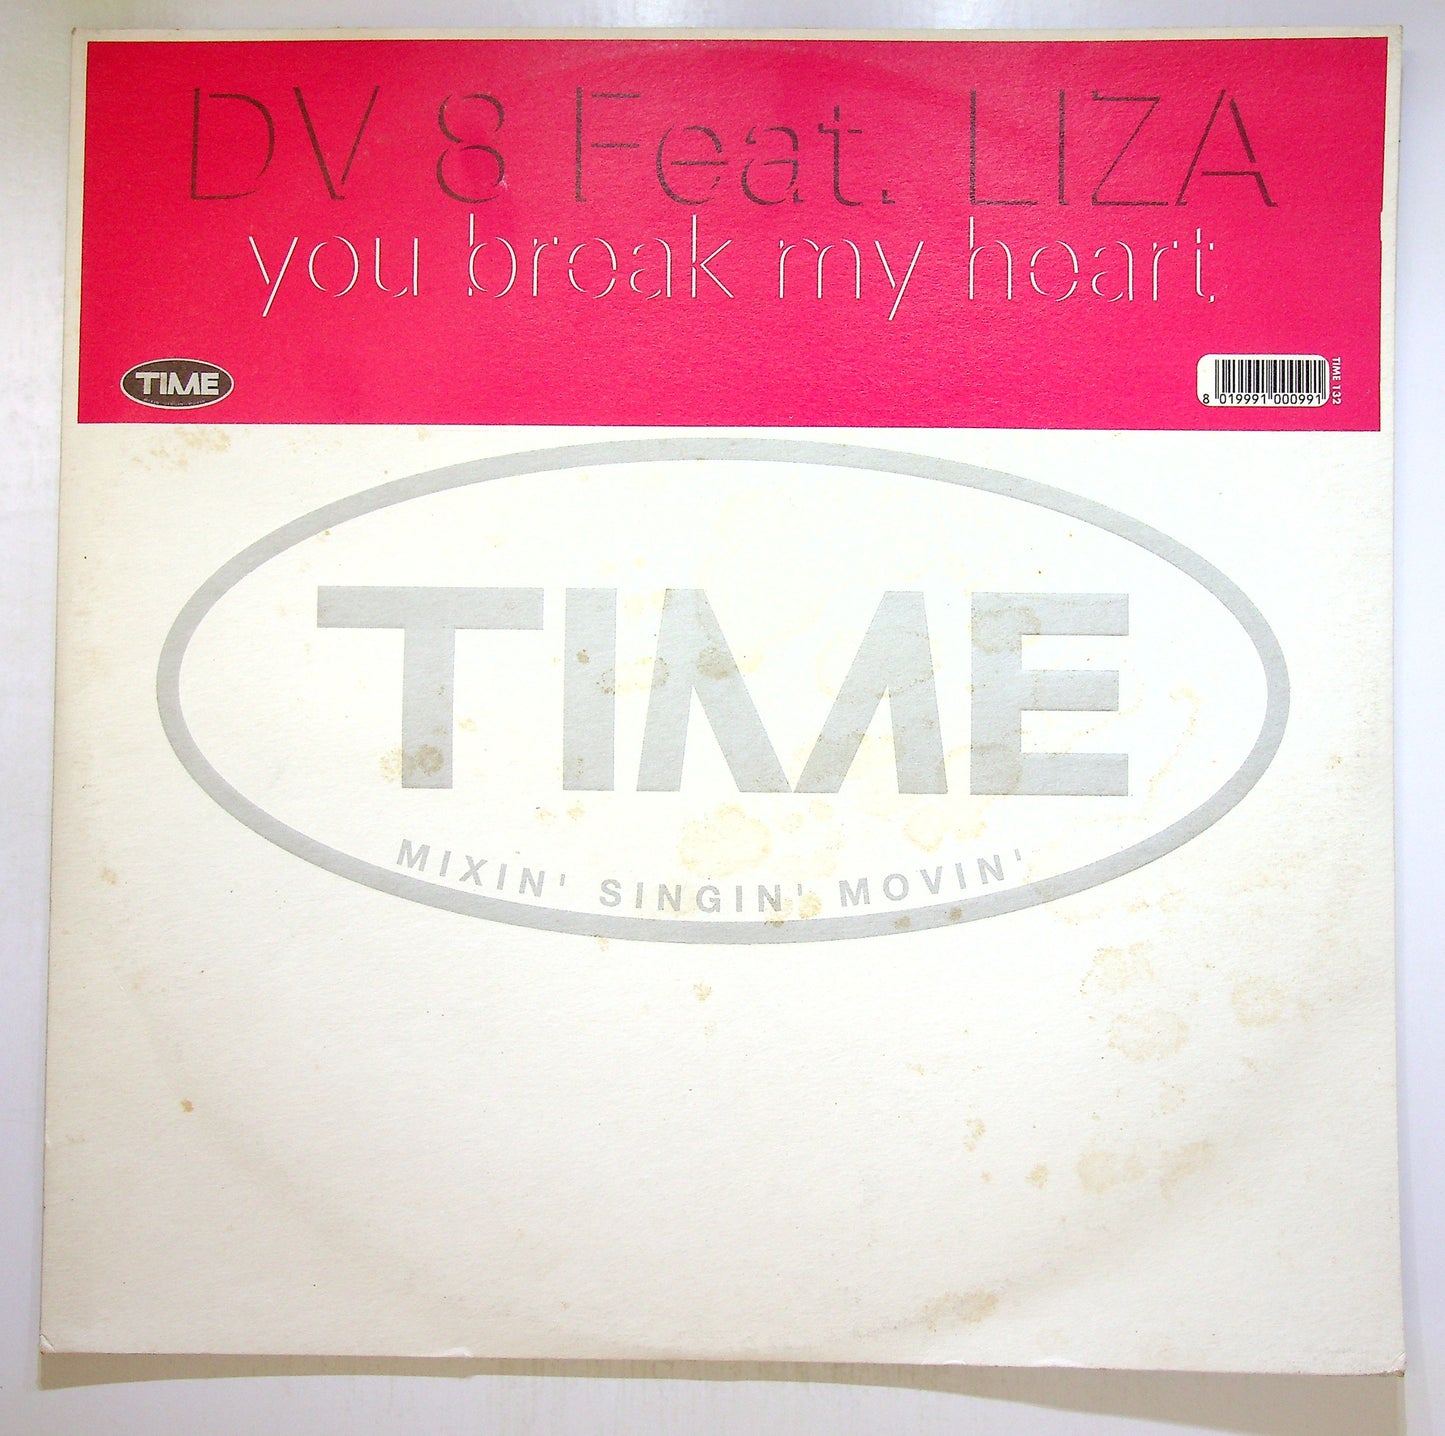 DV 8 Feat. LIZA
you break my heart
TIME
8 019991 000991
TIME 132
TIME
MIXIN' SINGIN' MOVIN'